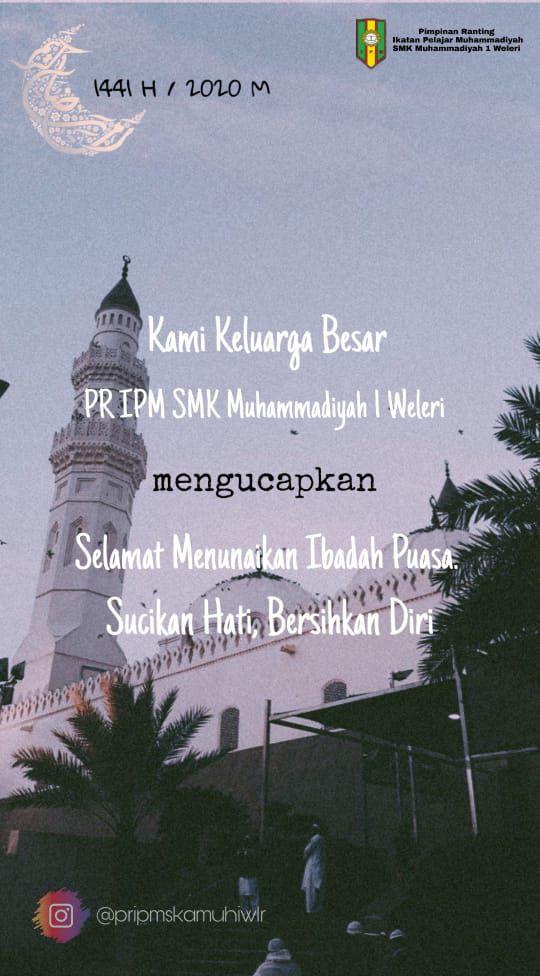 Pimpinan Ranting
Ikatan Pelajar Muhammadiyah
SMK Muhammadiyah 1 Weleri
1441 H / 2020 M
Kami Keluarga Besar
PR IPM SMK Muhammadiyah 1 Weleri
mengucapkan
Selamat Menunaikan Ibadah Puasa.
Sucikan Hati, Bersihkan Diri
@pripmskamuhiwlr